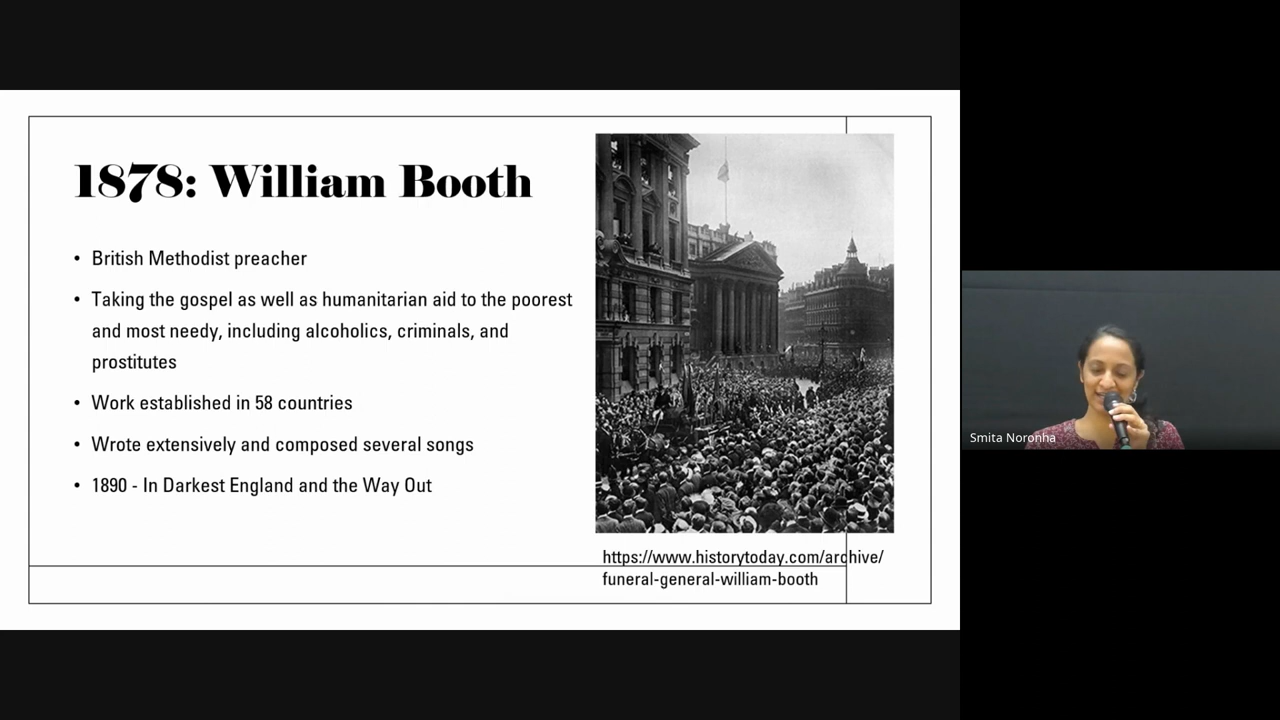 1878: William Booth
• British Methodist preacher
• Taking the gospel as well as humanitarian aid to the poorest
and most needy, including alcoholics, criminals, and
prostitutes
• Work established in 58 countries
• Wrote extensively and composed several songs
• 1890 - In Darkest England and the Way Out
https://www.historytoday.com/archive/
funeral-general-william-booth
Smita Noronha